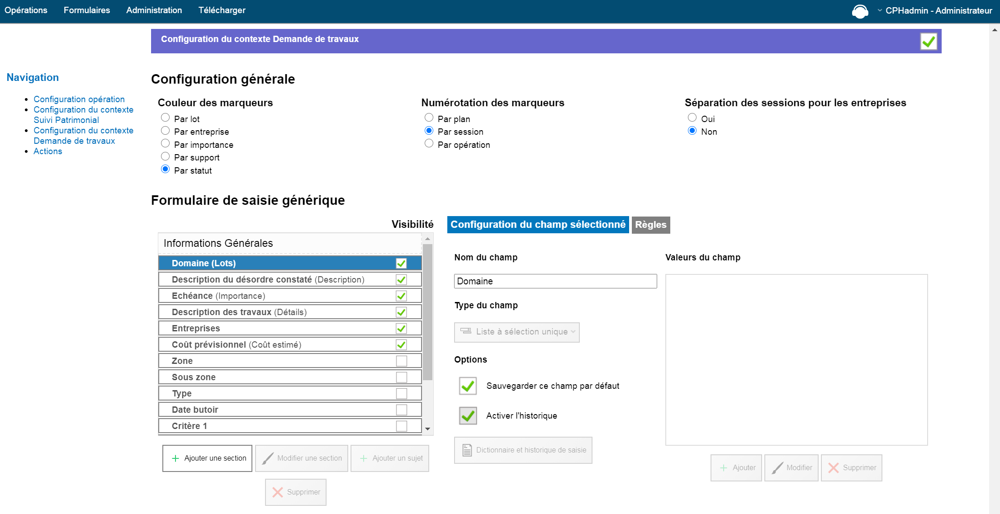 Opérations Formulaires Administration Télécharger CPHadmin - Administrateur
Configuration du contexte Demande de travaux
Navigation
Configuration opération
Configuration du contexte
Suivi Patrimonial
Configuration du contexte
Demande de travaux
Actions
Configuration générale
Couleur des marqueurs
Par lot
Par entreprise
Par importance
Par support
Par statut
Numérotation des marqueurs
Par plan
Par session
Par opération
Séparation des sessions pour les entreprises
Oui
Non
Formulaire de saisie générique
Visibilité
Informations Générales
Domaine (Lots)
Description du désordre constaté (Description)
Echéance (Importance)
Description des travaux (Détails)
Entreprises
Coût prévisionnel (Coût estimé)
Zone
Sous zone
Type
Date butoir
Critère 1
Ajouter une section
Modifier une section
Ajouter un sujet
Supprimer
Configuration du champ sélectionné
Règles
Nom du champ
Domaine
Type du champ
Liste à sélection unique
Options
Sauvegarder ce champ par défaut
Activer l'historique
Dictionnaire et historique de saisie
Valeurs du champ
Ajouter
Modifier
Supprimer